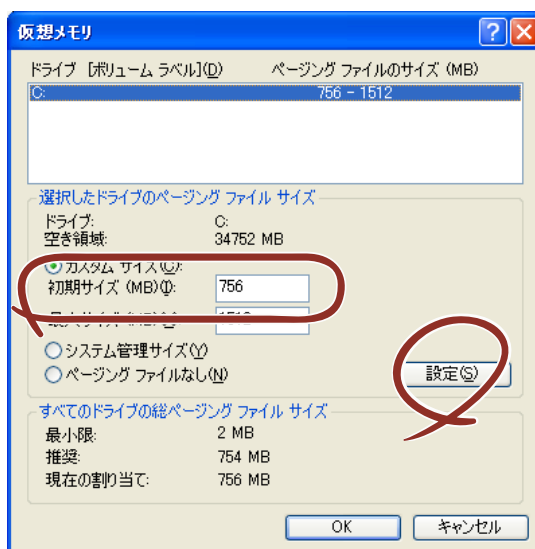 仮想メモリ
ドライブ [ボリューム ラベル](D) ページング ファイルのサイズ (MB)
C: 756 - 1512
選択したドライブのページング ファイル サイズ
ドライブ: C:
空き領域: 34752 MB
カスタム サイズ(C):
初期サイズ (MB)(I): 756
システム管理サイズ(Y)
ページング ファイルなし(N)
設定(S)
すべてのドライブの総ページング ファイル サイズ
最小限: 2 MB
推奨: 754 MB
現在の割り当て: 756 MB
OK キャンセル